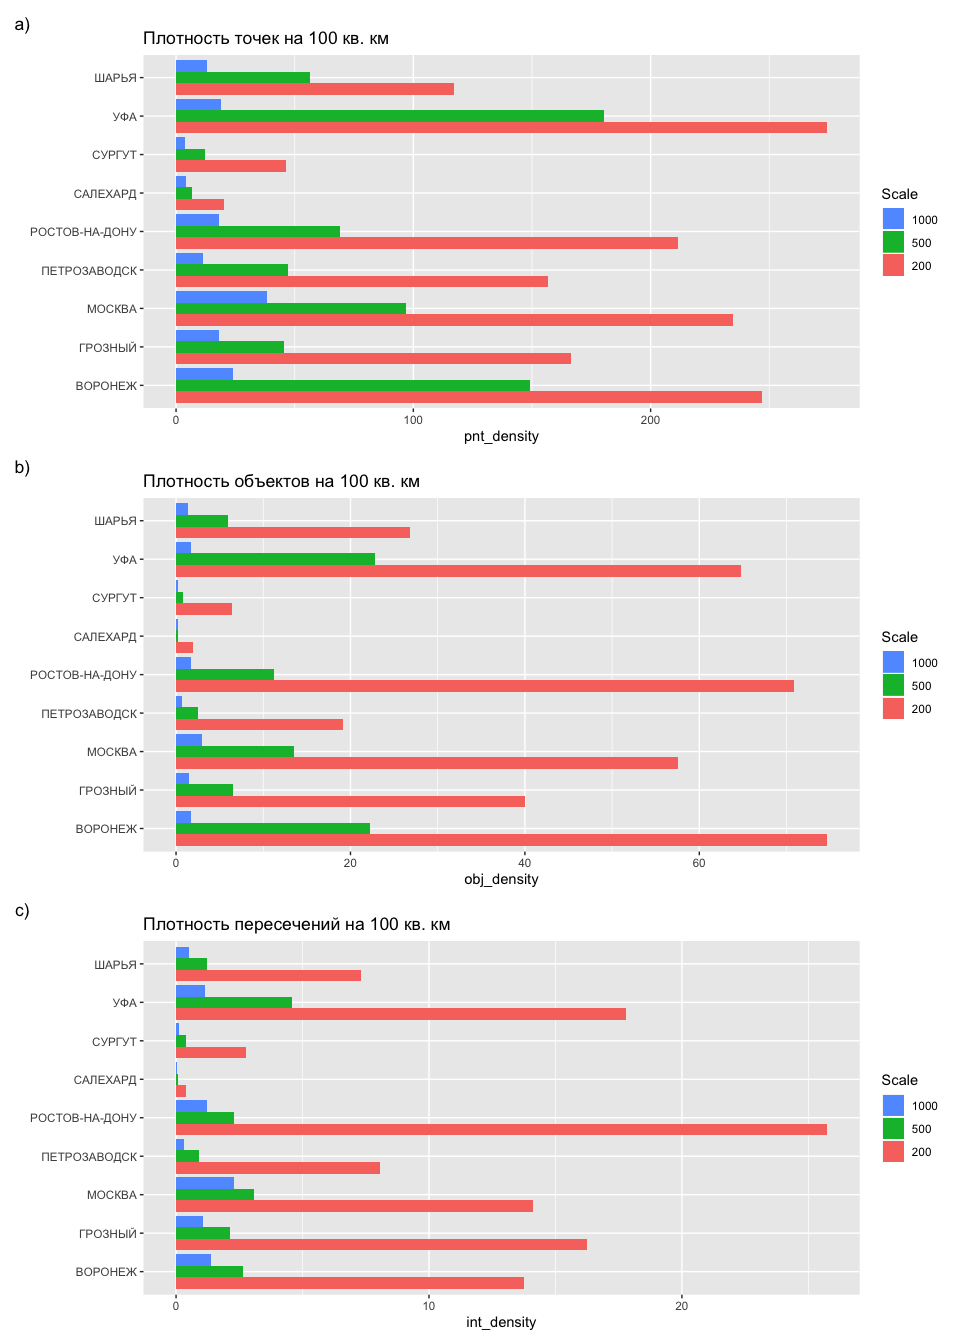 a)
Плотность точек на 100 кв. км
ШАРЬЯ
УФА
СУРГУТ
САЛЕХАРД
РОСТОВ-НА-ДОНУ
ПЕТРОЗАВОДСК
МОСКВА
ГРОЗНЫЙ
ВОРОНЕЖ
0 100 200
pnt_density
Scale
1000
500
200
b)
Плотность объектов на 100 кв. км
ШАРЬЯ
УФА
СУРГУТ
САЛЕХАРД
РОСТОВ-НА-ДОНУ
ПЕТРОЗАВОДСК
МОСКВА
ГРОЗНЫЙ
ВОРОНЕЖ
0 20 40 60
obj_density
Scale
1000
500
200
c)
Плотность пересечений на 100 кв. км
ШАРЬЯ
УФА
СУРГУТ
САЛЕХАРД
РОСТОВ-НА-ДОНУ
ПЕТРОЗАВОДСК
МОСКВА
ГРОЗНЫЙ
ВОРОНЕЖ
0 10 20
int_density
Scale
1000
500
200